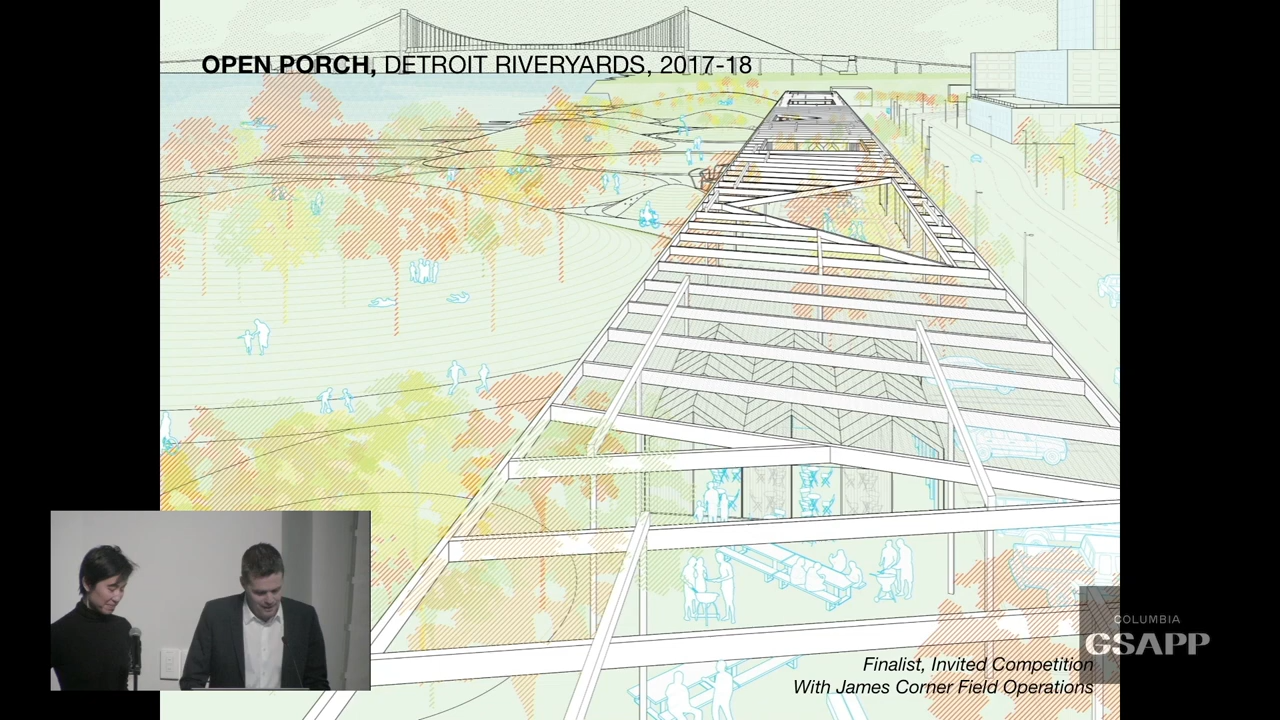 OPEN PORCH, DETROIT RIVERYARDS, 2017-18
COLUMBIA
GSAPP
Finalist, Invited Competition
With James Corner Field Operations